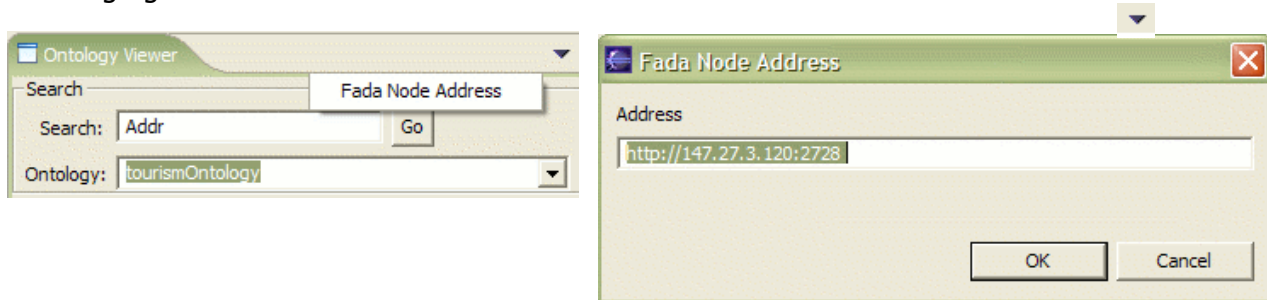 Ontology Viewer
Search
Fada Node Address
Search:
Addr
Go
Ontology:
tourismOntology
Fada Node Address
Address
http://147.27.3.120:2728
OK
Cancel